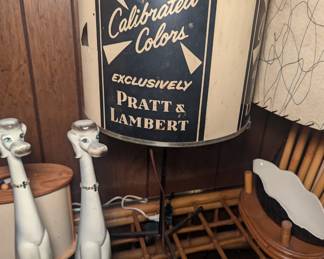 Calibrated
Colors
EXCLUSIVELY
PRATT &
LAMBERT